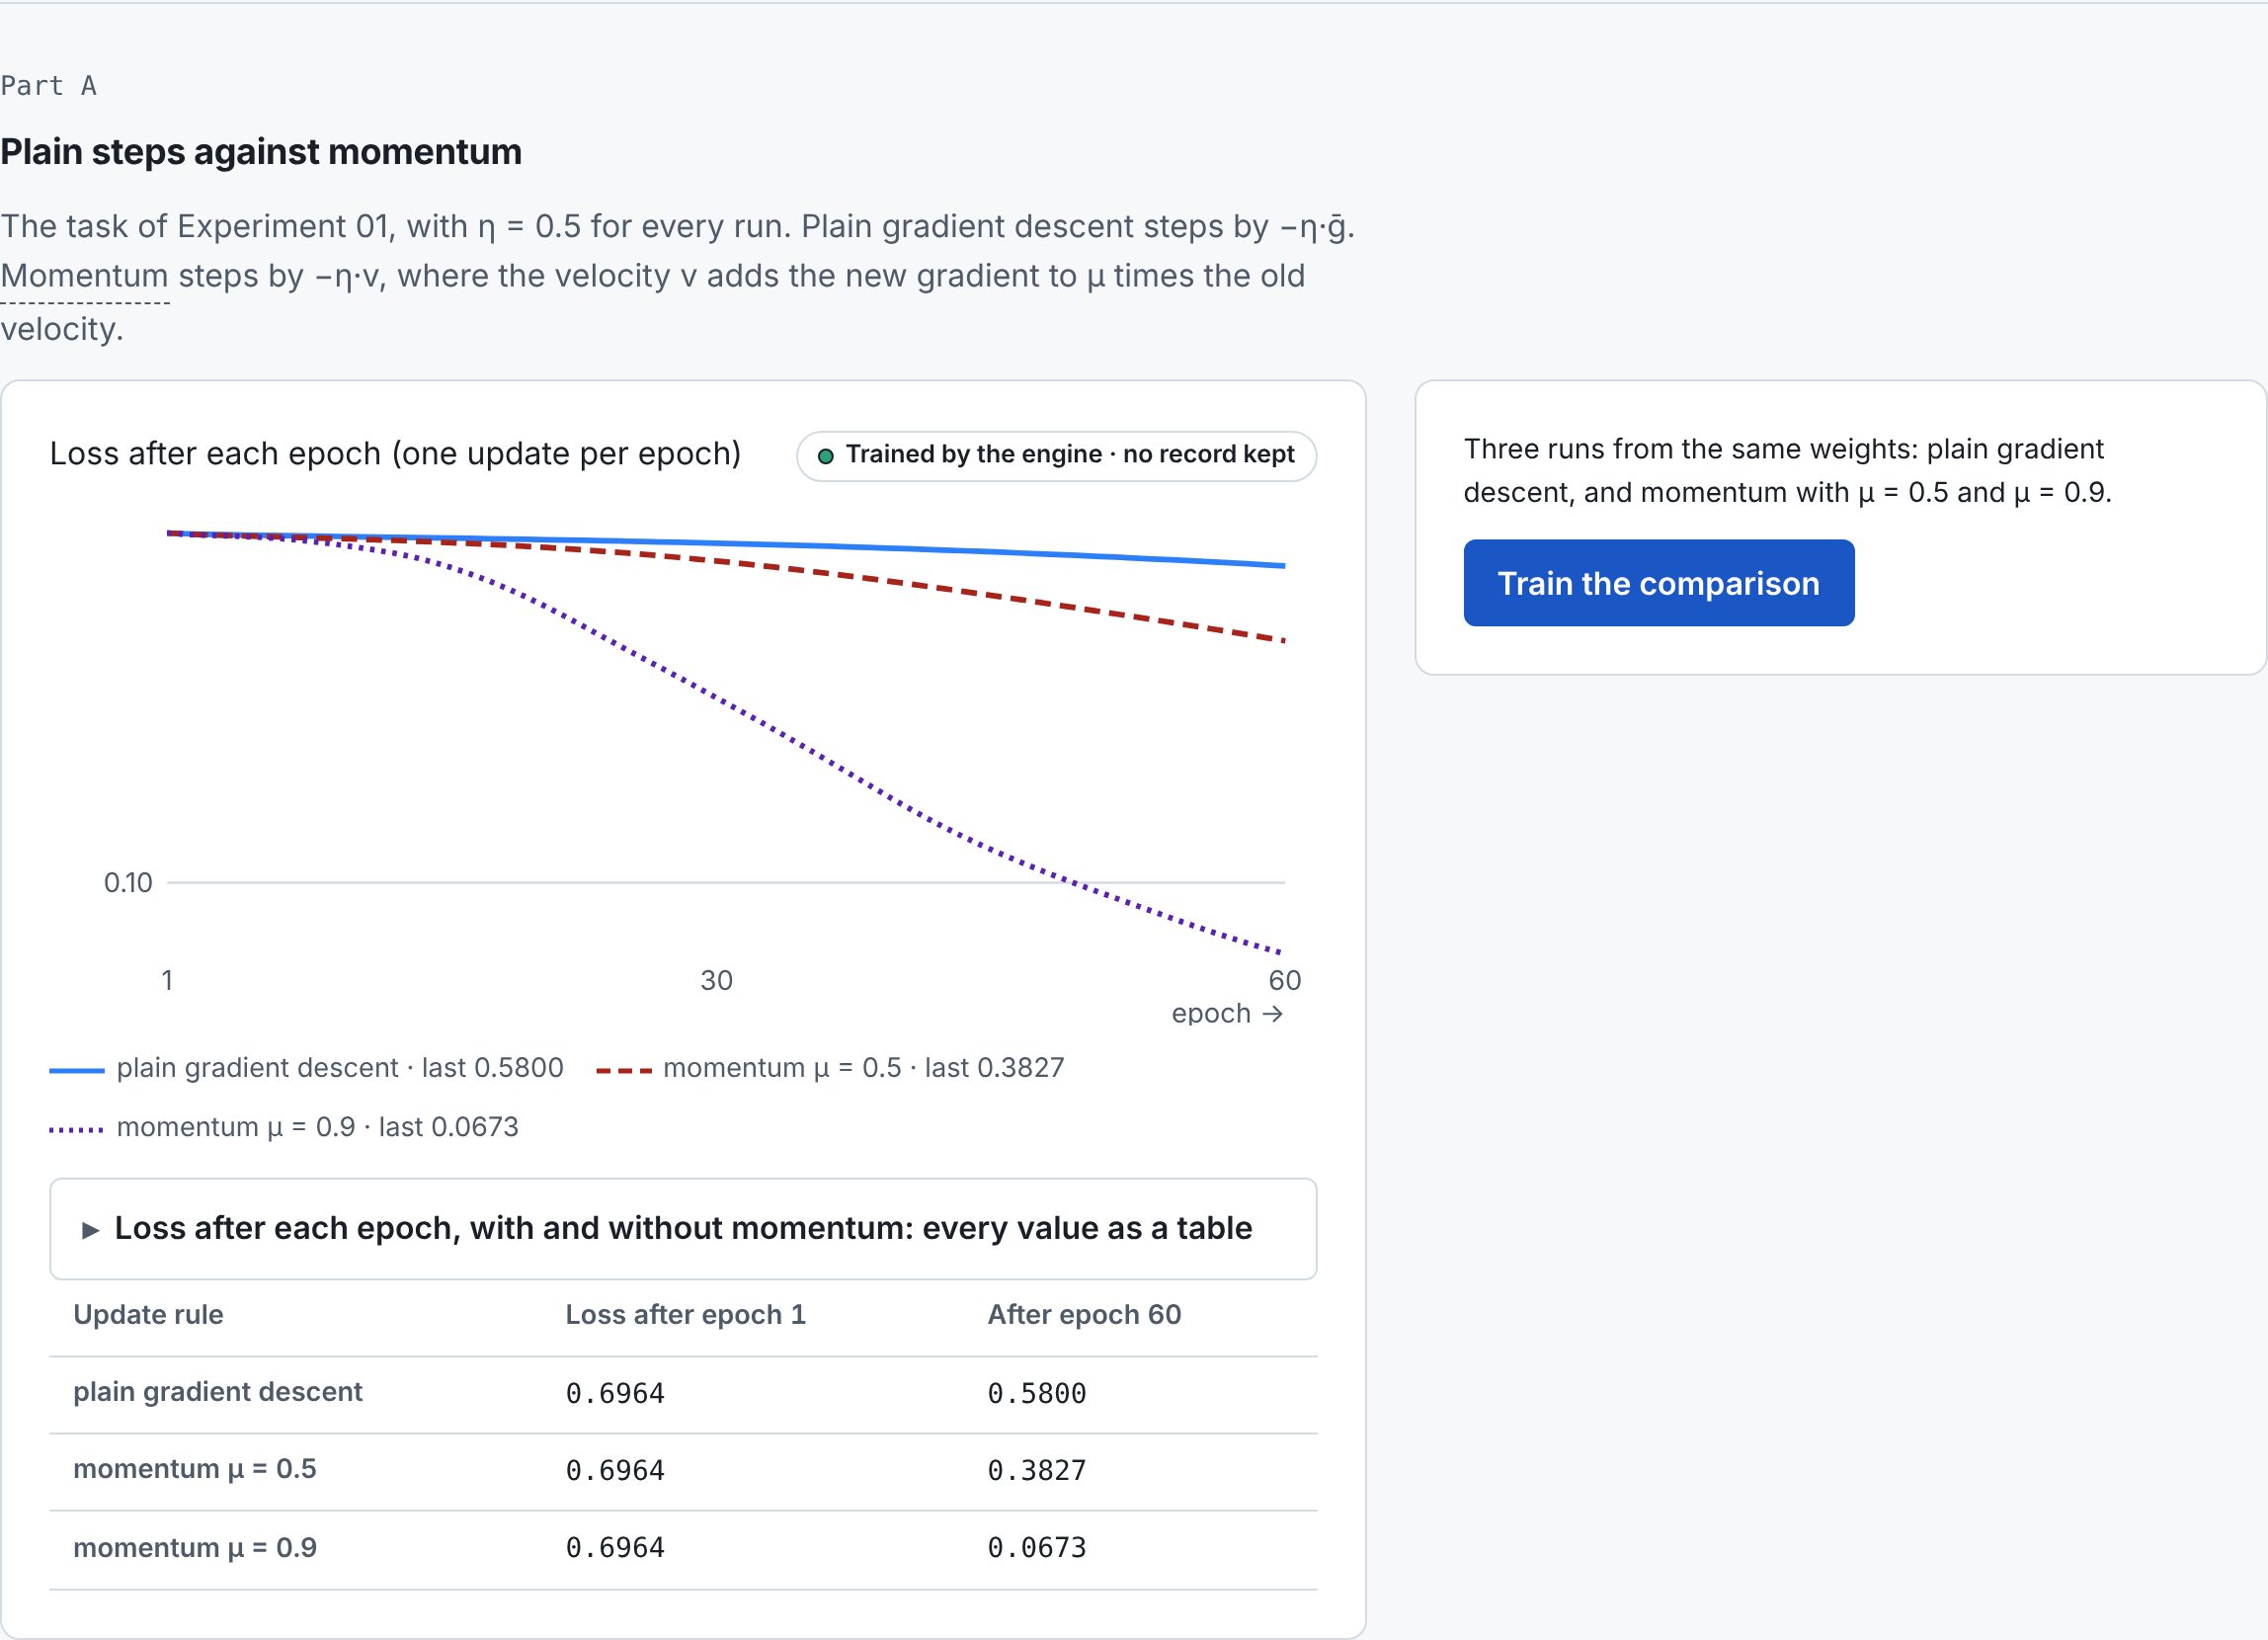 Part A
Plain steps against momentum
The task of Experiment 01, with η = 0.5 for every run. Plain gradient descent steps by −η·ḡ.
Momentum steps by −η·v, where the velocity v adds the new gradient to μ times the old
velocity.
Loss after each epoch (one update per epoch)
Trained by the engine · no record kept
0.10
1 30 60
epoch →
plain gradient descent · last 0.5800 momentum μ = 0.5 · last 0.3827
momentum μ = 0.9 · last 0.0673
▶ Loss after each epoch, with and without momentum: every value as a table
Update rule Loss after epoch 1 After epoch 60
plain gradient descent 0.6964 0.5800
momentum μ = 0.5 0.6964 0.3827
momentum μ = 0.9 0.6964 0.0673
Three runs from the same weights: plain gradient
descent, and momentum with μ = 0.5 and μ = 0.9.
Train the comparison